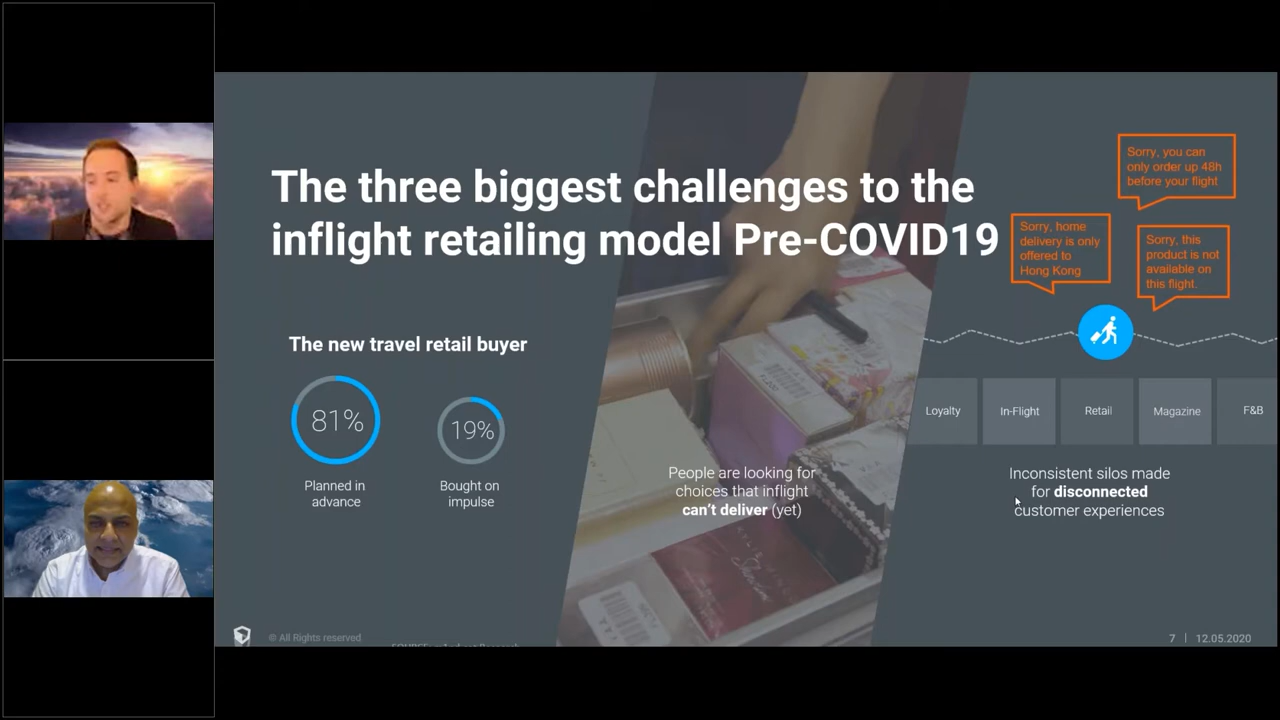 The three biggest challenges to the
inflight retailing model Pre-COVID19
The new travel retail buyer
81%
19%
Planned in
advance
Bought on
impulse
People are looking for
choices that inflight
can't deliver (yet)
Sorry, you can
only order up 48h
before your flight
Sorry, home
delivery is only
offered to
Hong Kong
Sorry, this
product is not
available on
this flight.
Loyalty
In-Flight
Retail
Magazine
F&B
Inconsistent silos made
for disconnected
customer experiences
© All Rights reserved
7 | 12.05.2020